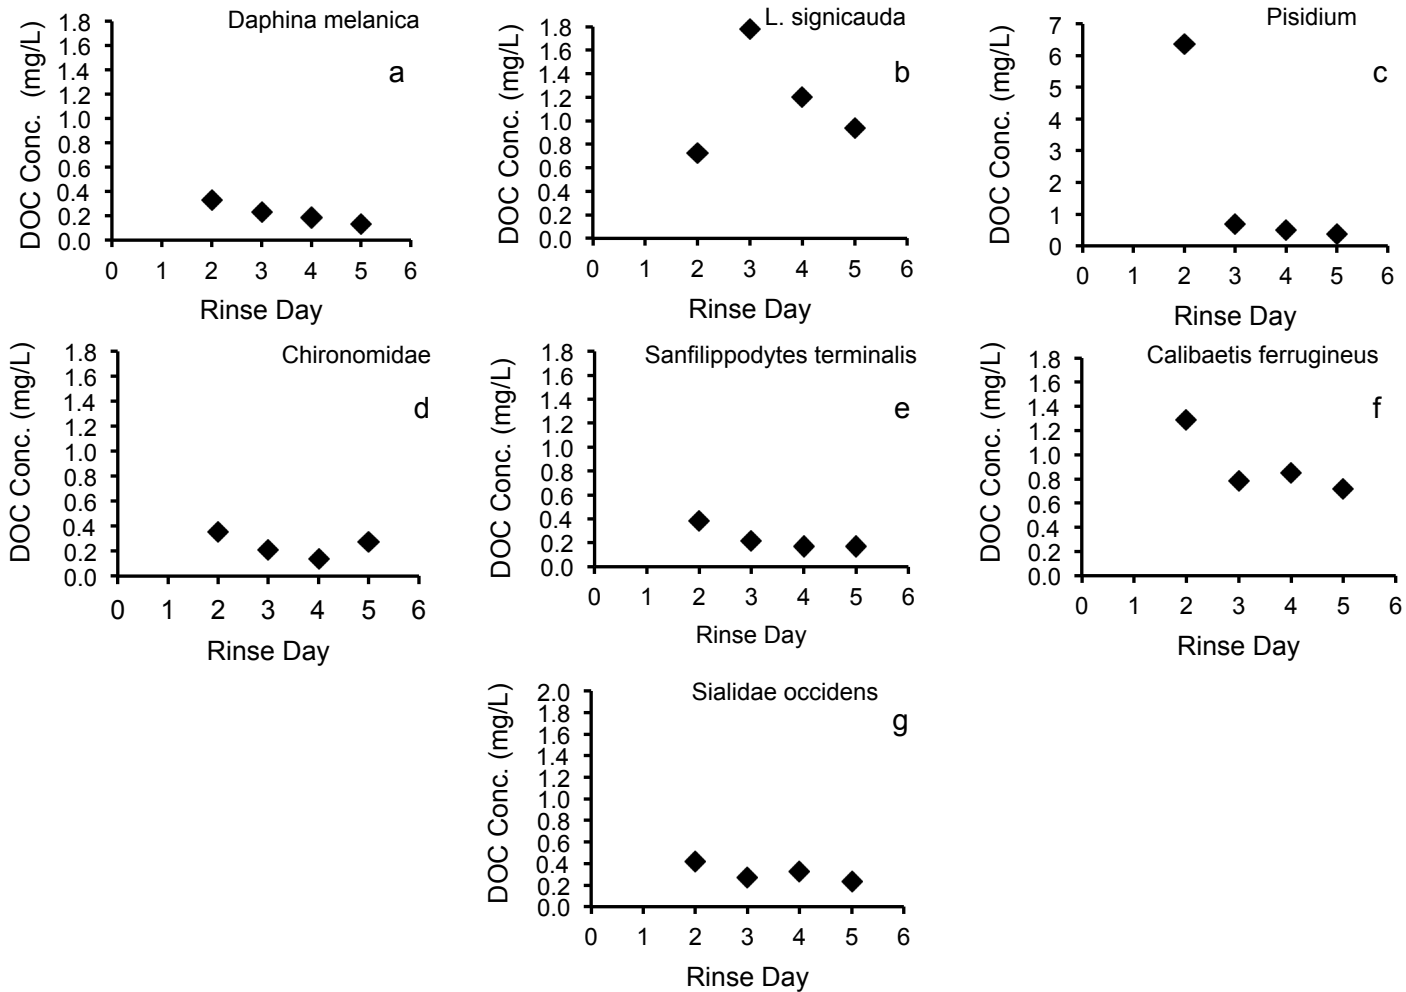 Daphina melanica
a
DOC Conc. (mg/L)
1.8
1.6
1.4
1.2
1.0
0.8
0.6
0.4
0.2
0.0
0 1 2 3 4 5 6
Rinse Day
L. signicauda
b
DOC Conc. (mg/L)
1.8
1.6
1.4
1.2
1.0
0.8
0.6
0.4
0.2
0.0
0 1 2 3 4 5 6
Rinse Day
Pisidium
c
DOC Conc. (mg/L)
7
6
5
4
3
2
1
0
0 1 2 3 4 5 6
Rinse Day
Chironomidae
d
DOC Conc. (mg/L)
1.8
1.6
1.4
1.2
1.0
0.8
0.6
0.4
0.2
0.0
0 1 2 3 4 5 6
Rinse Day
Sanfilippodytes terminalis
e
DOC Conc. (mg/L)
1.8
1.6
1.4
1.2
1.0
0.8
0.6
0.4
0.2
0.0
0 1 2 3 4 5 6
Rinse Day
Calibaetis ferrugineus
f
DOC Conc. (mg/L)
1.8
1.6
1.4
1.2
1.0
0.8
0.6
0.4
0.2
0.0
0 1 2 3 4 5 6
Rinse Day
Sialidae occidens
g
DOC Conc. (mg/L)
2.0
1.8
1.6
1.4
1.2
1.0
0.8
0.6
0.4
0.2
0.0
0 1 2 3 4 5 6
Rinse Day